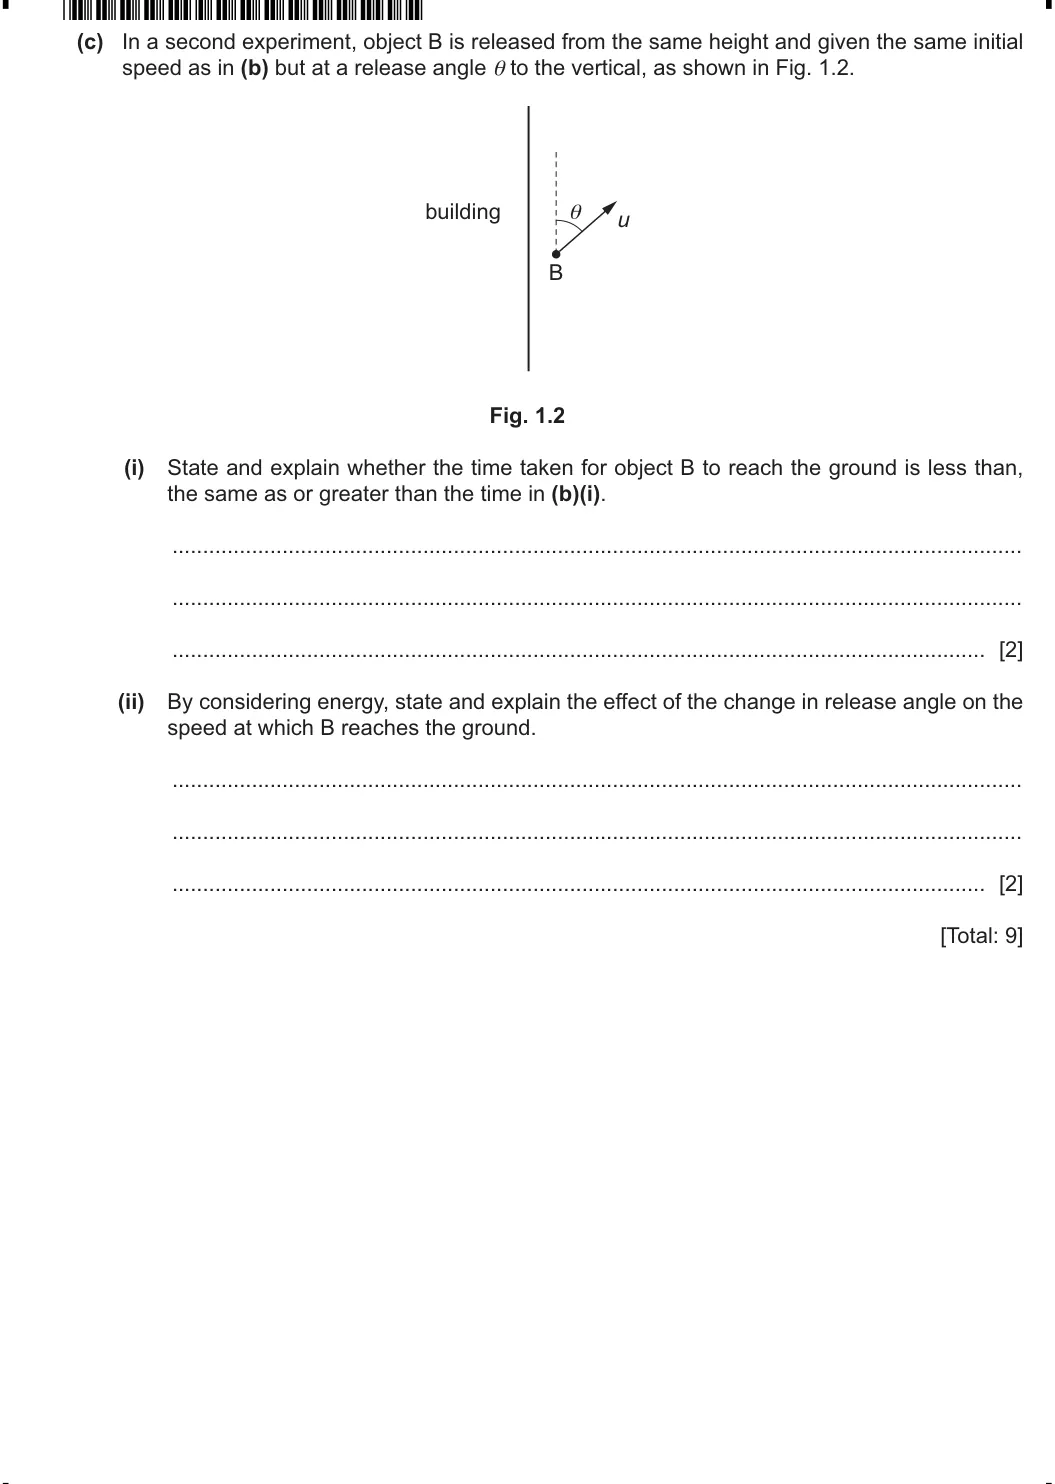 (c) In a second experiment, object B is released from the same height and given the same initial
speed as in (b) but at a release angle θ to the vertical, as shown in Fig. 1.2.
building
θ
u
B
Fig. 1.2
(i) State and explain whether the time taken for object B to reach the ground is less than,
the same as or greater than the time in (b)(i).
..........................................................................................................................................
..........................................................................................................................................
.................................................................................................................................... [2]
(ii) By considering energy, state and explain the effect of the change in release angle on the
speed at which B reaches the ground.
..........................................................................................................................................
..........................................................................................................................................
.................................................................................................................................... [2]
[Total: 9]